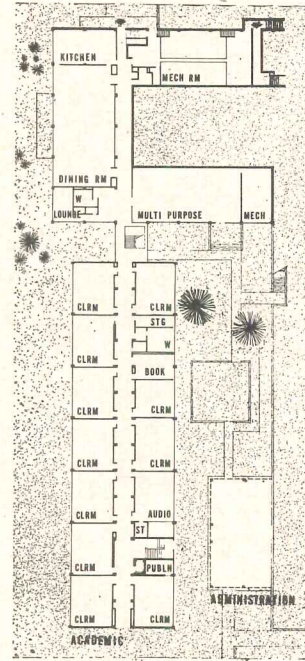 KITCHEN
MECH RM
DINING RM
W
LOUNGE
MULTI PURPOSE
MECH
CLRM
CLRM
STG
CLRM
W
BOOK
CLRM
CLRM
CLRM
CLRM
CLRM
AUDIO
ST
CLRM
PUBLN
CLRM
CLRM
ADMINISTRATION
ACADEMIC